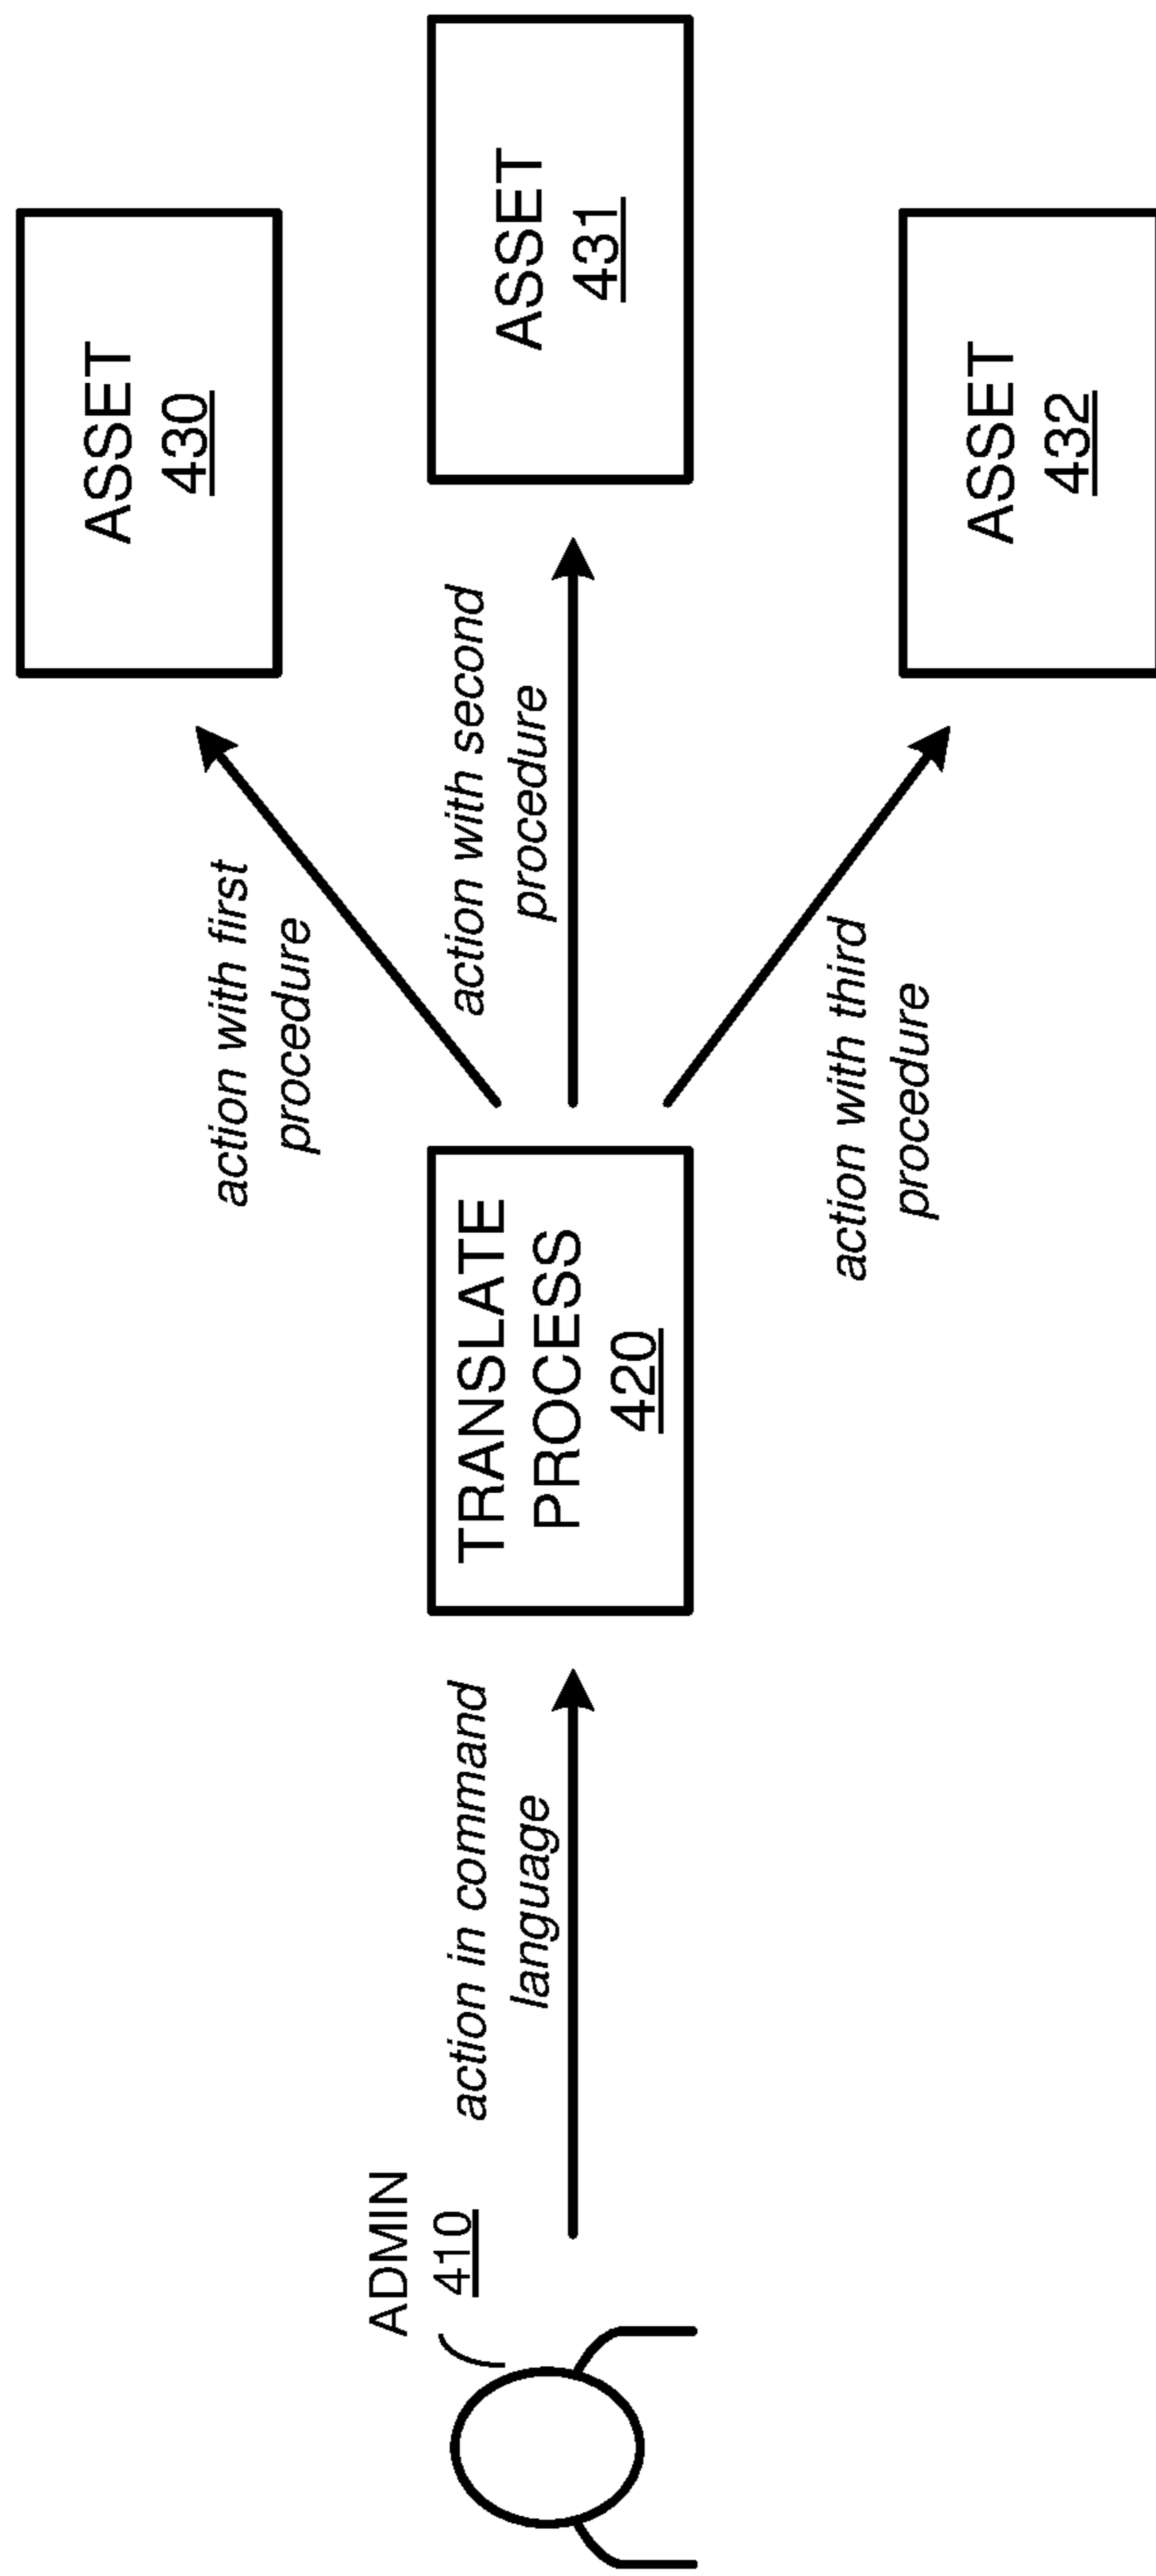 ADMIN
410
action in command
language
TRANSLATE
PROCESS
420
action with first
procedure
action with second
procedure
action with third
procedure
ASSET
430
ASSET
431
ASSET
432